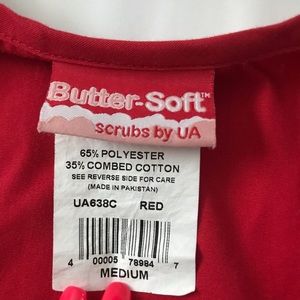 Butter-Soft™
scrubs by UA
65% POLYESTER
35% COMBED COTTON
SEE REVERSE SIDE FOR CARE
(MADE IN PAKISTAN)
UA638C RED
4 00005 78984 7
MEDIUM